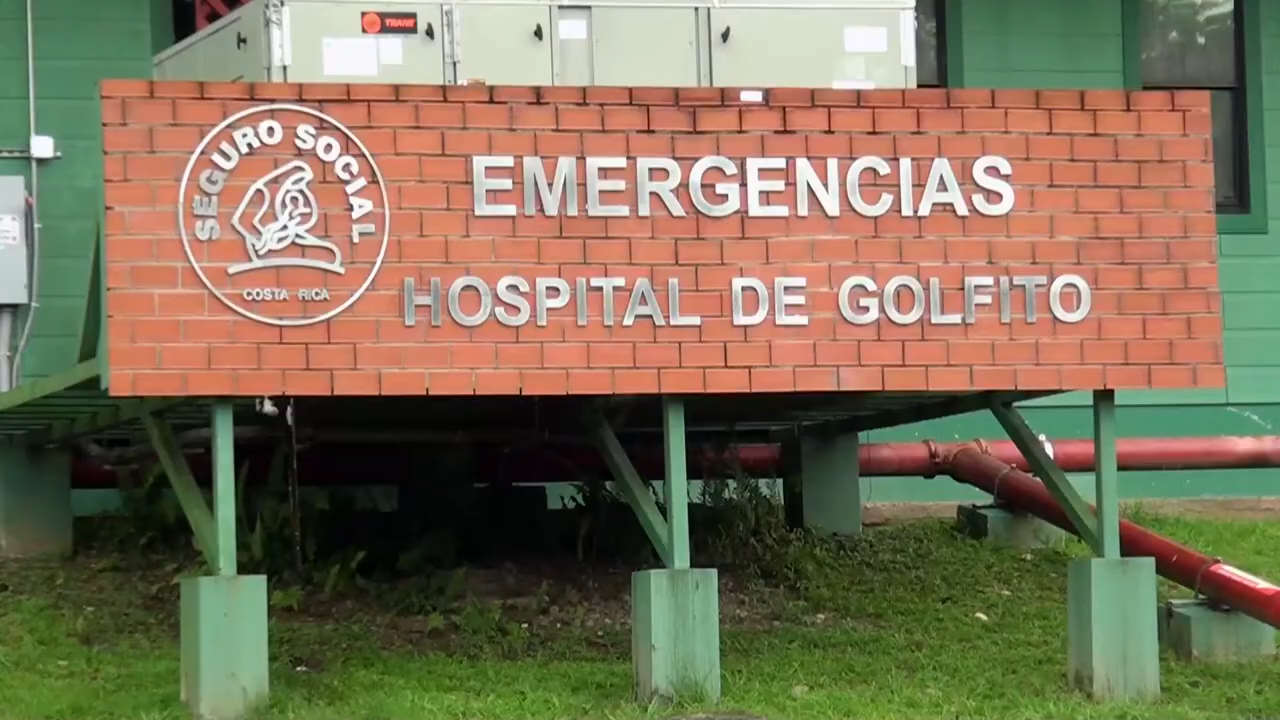 TRANE
SEGURO SOCIAL
COSTA RICA
EMERGENCIAS
HOSPITAL DE GOLFITO